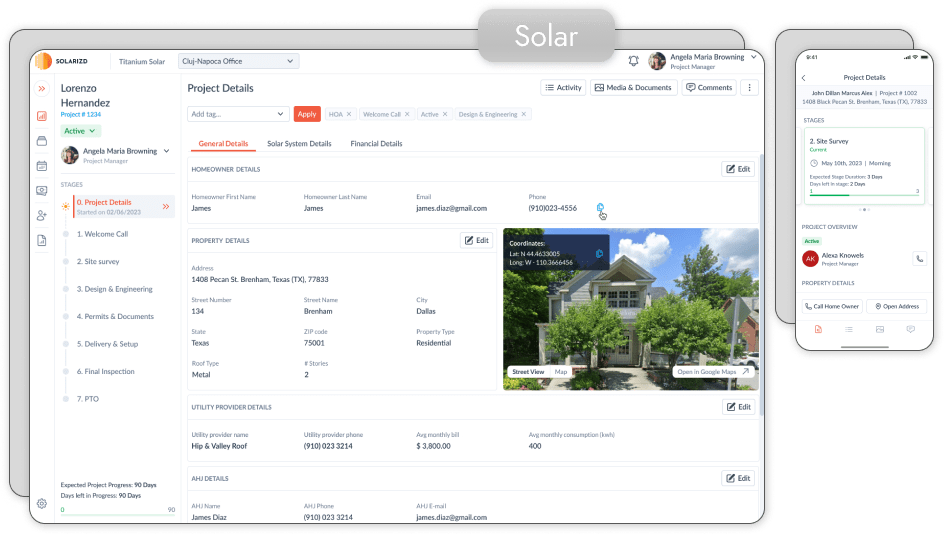 Solar
SOLARIZD
Titanium Solar
Cluj-Napoca Office
Angela Maria Browning
Project Manager
Lorenzo
Hernandez
Project # 1234
Active
Angela Maria Browning
Project Manager
STAGES
0. Project Details
Started on 02/06/2023
1. Welcome Call
2. Site survey
3. Design & Engineering
4. Permits & Documents
5. Delivery & Setup
6. Final Inspection
7. PTO
Expected Project Progress: 90 Days
Days left in Progress: 90 Days
0 90
Project Details
Activity
Media & Documents
Comments
Add tag...
Apply
HOA
Welcome Call
Active
Design & Engineering
General Details
Solar System Details
Financial Details
HOMEOWNER DETAILS
Edit
Homeowner First Name Homeowner Last Name Email Phone
James James james.diaz@gmail.com (910)023-4556
PROPERTY DETAILS
Edit
Address
1408 Pecan St. Brenham, Texas (TX), 77833
Street Number Street Name City
134 Brenham Dallas
State ZIP code Property Type
Texas 75001 Residential
Roof Type # Stories
Metal 2
Coordinates:
Lat: N 44.4633005
Long: W - 110.3666456
Street View Map
Open in Google Maps
UTILITY PROVIDER DETAILS
Edit
Utility provider name Utility provider phone Avg monthly bill Avg monthly consumption (kwh)
Hip & Valley Roof (910) 023 3214 $ 3,800.00 400
AHJ DETAILS
Edit
AHJ Name AHJ Phone AHJ E-mail
James Diaz (910) 023 3214 james.diaz@gmail.com
9:41
Project Details
John Dillan Marcus Alex | Project # 1002
1408 Black Pecan St. Brenham, Texas (TX), 77833
STAGES
2. Site Survey
Current
May 10th, 2023 | Morning
Expected Stage Duration: 3 Days
Days left in stage: 2 Days
1 3
PROJECT OVERVIEW
Active
AK
Alexa Knowels
Project Manager
PROPERTY DETAILS
Call Home Owner
Open Address